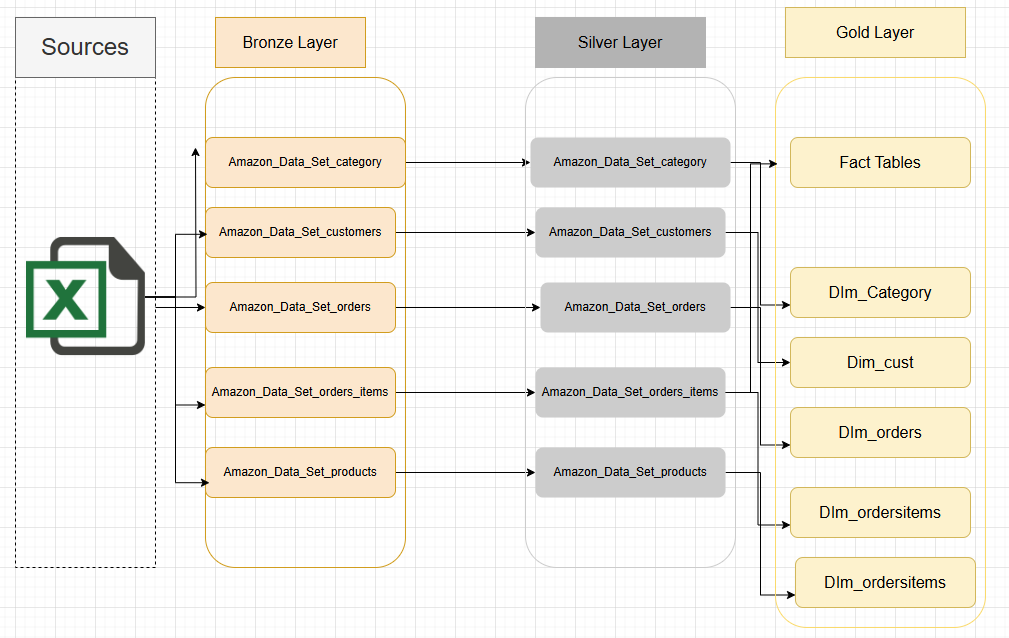 Sources
Bronze Layer
Silver Layer
Gold Layer
Amazon_Data_Set_category
Amazon_Data_Set_category
Fact Tables
Amazon_Data_Set_customers
Amazon_Data_Set_customers
DIm_Category
Amazon_Data_Set_orders
Amazon_Data_Set_orders
Dim_cust
Amazon_Data_Set_orders_items
Amazon_Data_Set_orders_items
DIm_orders
Amazon_Data_Set_products
Amazon_Data_Set_products
DIm_ordersitems
DIm_ordersitems
X